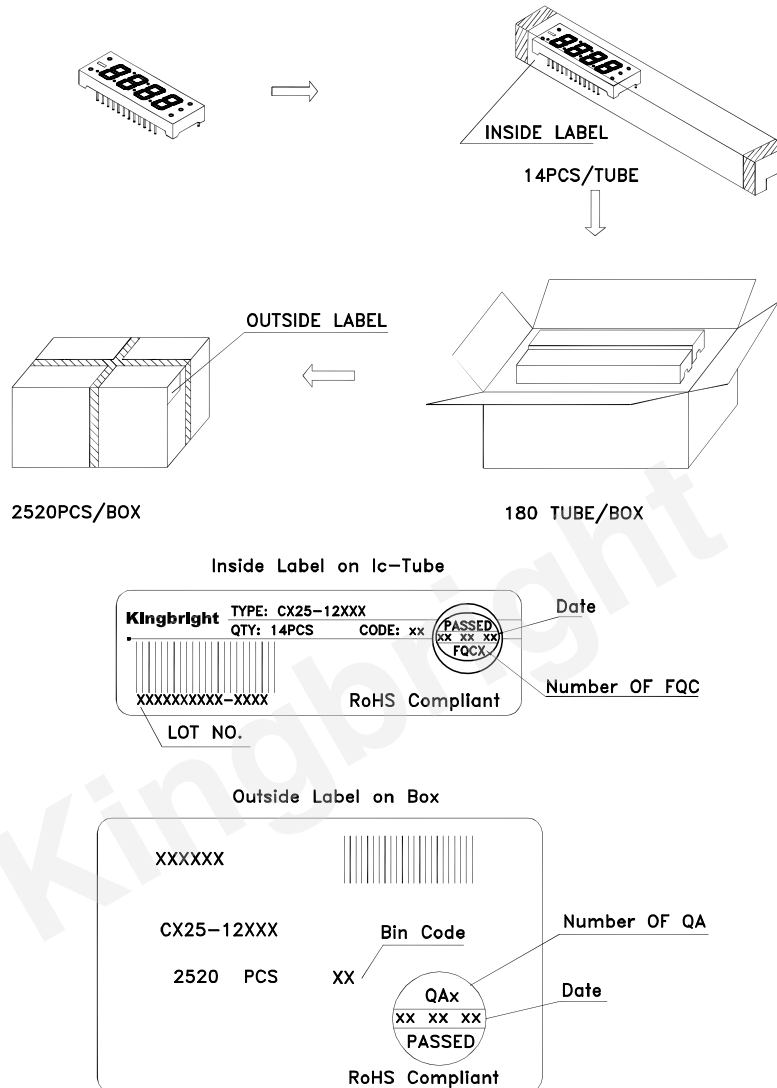 INSIDE LABEL
14PCS/TUBE
OUTSIDE LABEL
2520PCS/BOX
180 TUBE/BOX
Inside Label on Ic-Tube
Kingbright
TYPE: CX25-12XXX
QTY: 14PCS CODE: xx
PASSED
xx xx xx
FQCX
Date
Number OF FQC
XXXXXXXXXX-XXXX
RoHS Compliant
LOT NO.
Outside Label on Box
XXXXXX
CX25-12XXX
Bin Code
Number OF QA
2520 PCS XX
QAx
xx xx xx
PASSED
Date
RoHS Compliant
Kingbright